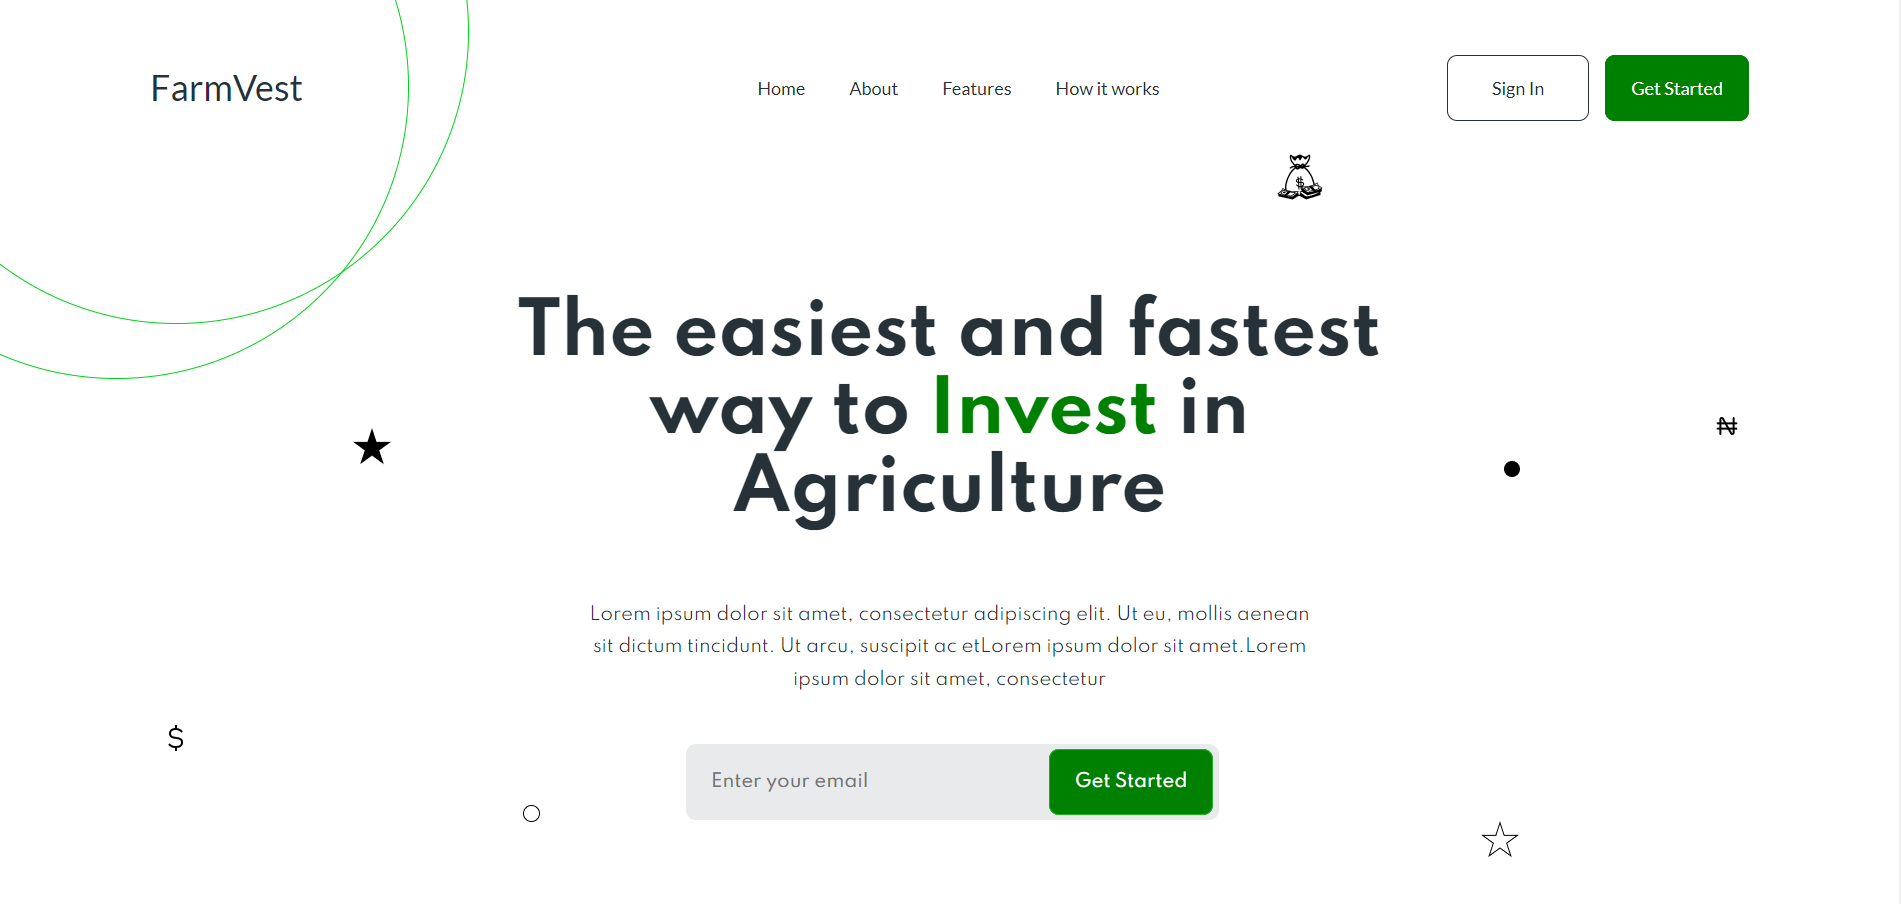 FarmVest
Home About Features How it works
Sign In Get Started
$
The easiest and fastest
way to Invest in
Agriculture
₦
Lorem ipsum dolor sit amet, consectetur adipiscing elit. Ut eu, mollis aenean
sit dictum tincidunt. Ut arcu, suscipit ac etLorem ipsum dolor sit amet.Lorem
ipsum dolor sit amet, consectetur
$
Enter your email Get Started